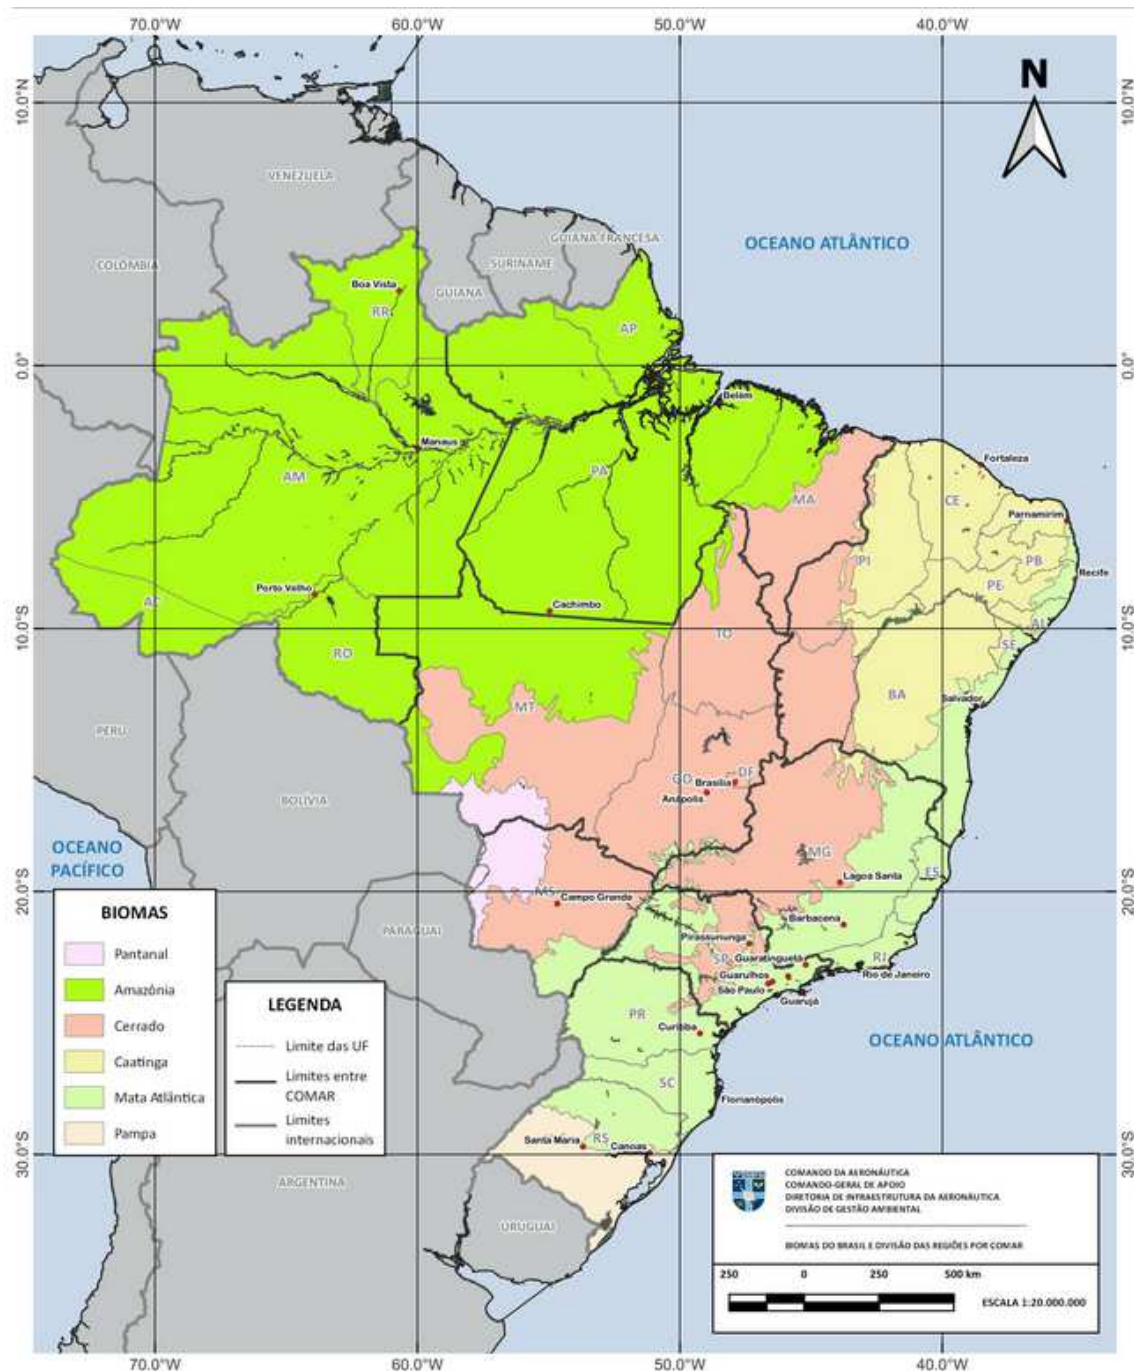 70.0°W 60.0°W 50.0°W 40.0°W
N
10.0°N 10.0°N
VENEZUELA
GUIANA FRANCESA
OCEANO ATLÂNTICO
COLÔMBIA
SURINAME
Boa Vista
GUIANA
RR
AP
0.0° 0.0°
Belém
Manaus
Fortaleza
AM
PA
MA
CE
Parnamirim
PI
PB
Recife
Porto Velho
PE
AC
Cachimbo
AL
10.0°S 10.0°S
TO
SE
RO
BA
Salvador
MT
PERU
GO
Brasília
DF
Anápolis
BOLÍVIA
OCEANO
PACÍFICO
MG
Lagoa Santa
ES
20.0°S 20.0°S
MS
Campo Grande
BIOMAS
Barbacena
PARAGUAI
Pirassununga
Pantanal
SP
Guaratinguetá
RJ
Guarulhos
Rio de Janeiro
Amazônia
São Paulo
Guarujá
LEGENDA
Cerrado
PR
Curitiba
Limite das UF
OCEANO ATLÂNTICO
Caatinga
Limites entre
COMAR
SC
Mata Atlântica
Florianópolis
Limites
internacionais
Pampa
Santa Maria
RS
Canoas
30.0°S 30.0°S
ARGENTINA
URUGUAI
COMANDO DA AERONÁUTICA
COMANDO-GERAL DE APOIO
DIRETORIA DE INFRAESTRUTURA DA AERONÁUTICA
DIVISÃO DE GESTÃO AMBIENTAL
BIOMAS DO BRASIL E DIVISÃO DAS REGIÕES POR COMAR
250 0 250 500 km
ESCALA 1:20.000.000
70.0°W 60.0°W 50.0°W 40.0°W